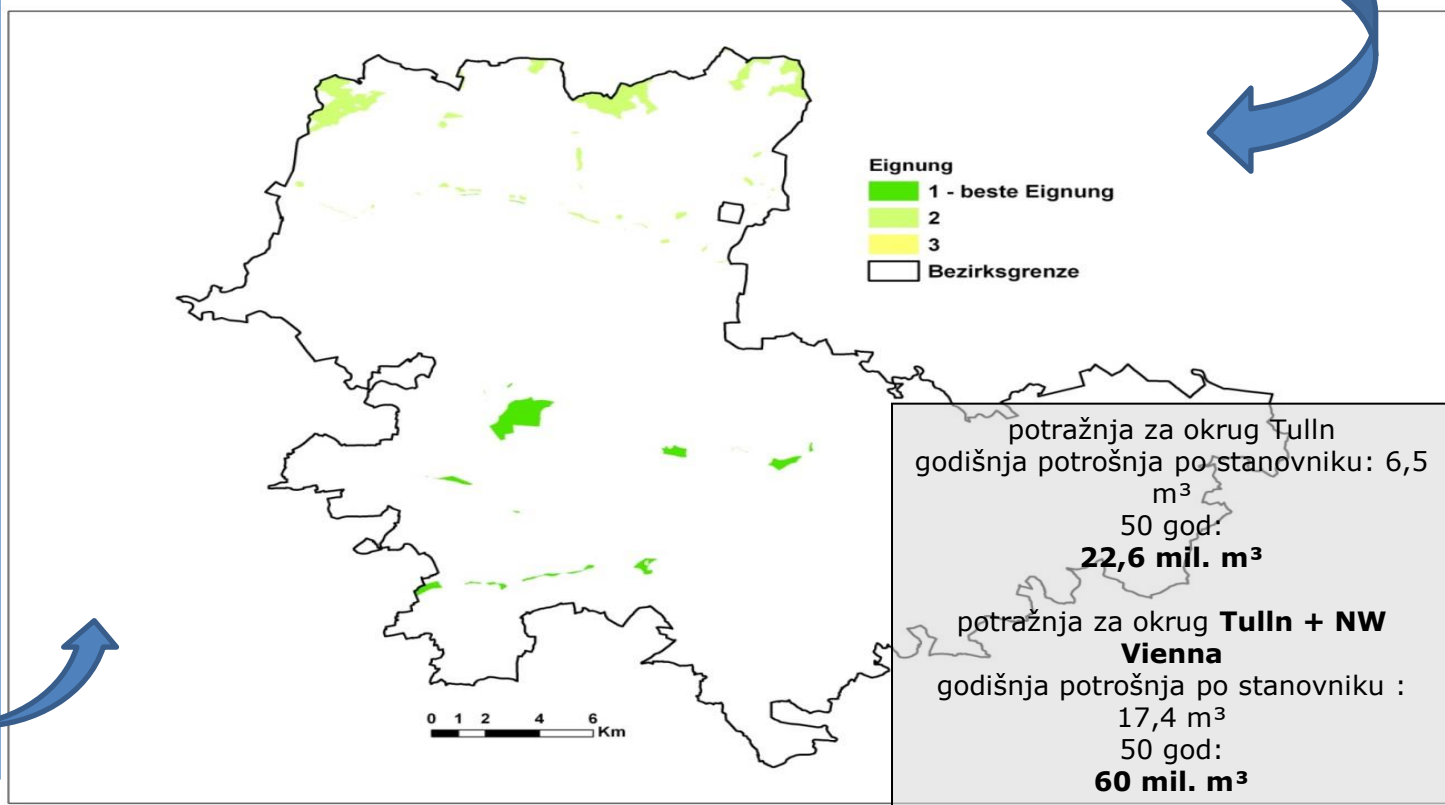 Eignung
1 - beste Eignung
2
3
Bezirksgrenze
potražnja za okrug Tulln
godišnja potrošnja po stanovniku: 6,5
m³
50 god:
22,6 mil. m³
potražnja za okrug Tulln + NW
Vienna
godišnja potrošnja po stanovniku :
17,4 m³
50 god:
60 mil. m³
0 1 2 4 6
Km